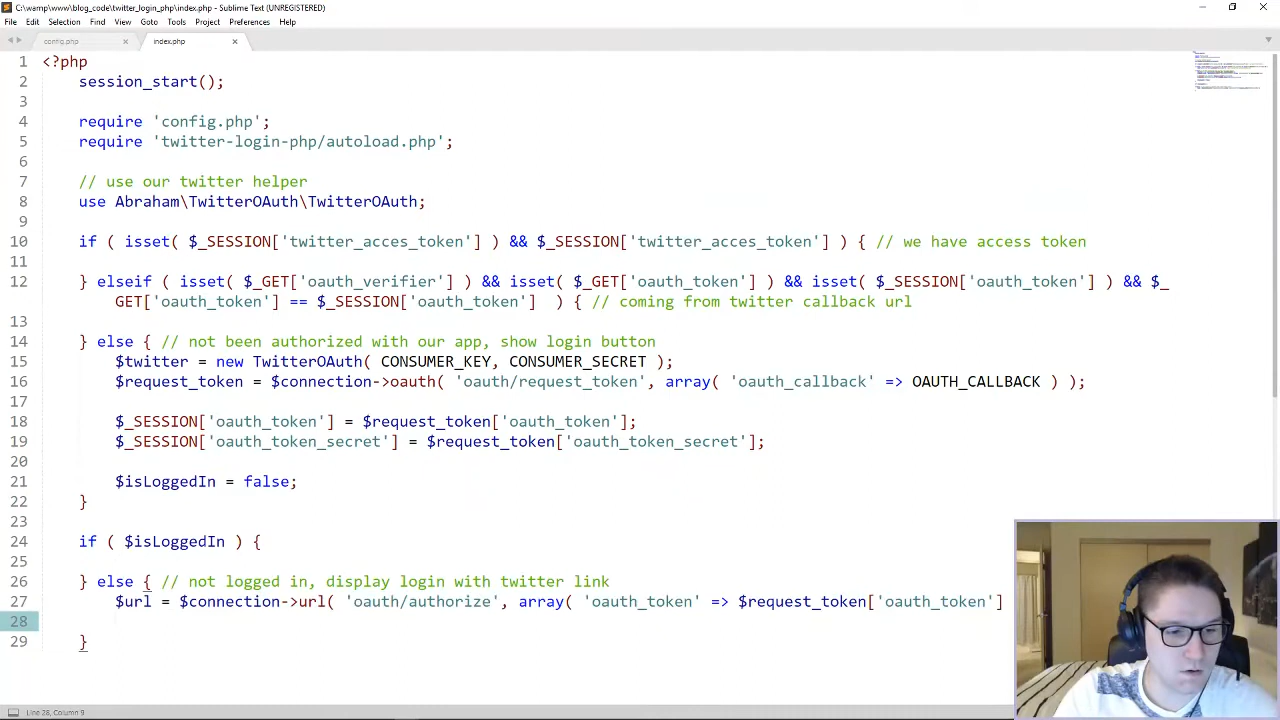 C:\wamp\www\blog_code\twitter_login_php\index.php - Sublime Text (UNREGISTERED)
File Edit Selection Find View Goto Tools Project Preferences Help
config.php × index.php ×
1 <?php
2 session_start();
3
4 require 'config.php';
5 require 'twitter-login-php/autoload.php';
6
7 // use our twitter helper
8 use Abraham\TwitterOAuth\TwitterOAuth;
9
10 if ( isset( $_SESSION['twitter_acces_token'] ) && $_SESSION['twitter_acces_token'] ) { // we have access token
11
12 } elseif ( isset( $_GET['oauth_verifier'] ) && isset( $_GET['oauth_token'] ) && isset( $_SESSION['oauth_token'] ) && $_
GET['oauth_token'] == $_SESSION['oauth_token']  ) { // coming from twitter callback url
13
14 } else { // not been authorized with our app, show login button
15 $twitter = new TwitterOAuth( CONSUMER_KEY, CONSUMER_SECRET );
16 $request_token = $connection->oauth( 'oauth/request_token', array( 'oauth_callback' => OAUTH_CALLBACK ) );
17
18 $_SESSION['oauth_token'] = $request_token['oauth_token'];
19 $_SESSION['oauth_token_secret'] = $request_token['oauth_token_secret'];
20
21 $isLoggedIn = false;
22 }
23
24 if ( $isLoggedIn ) {
25
26 } else { // not logged in, display login with twitter link
27 $url = $connection->url( 'oauth/authorize', array( 'oauth_token' => $request_token['oauth_token']
28
29 }
Line 28, Column 9